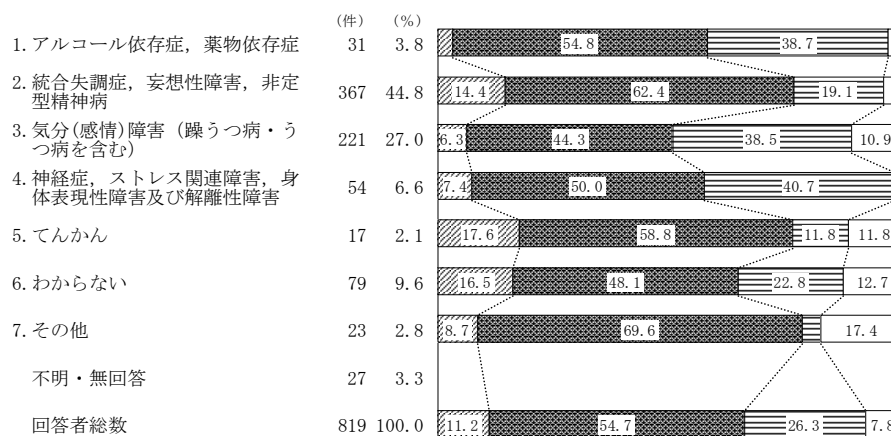 (件) (%)
1. アルコール依存症, 薬物依存症 31 3.8 54.8 38.7
2. 統合失調症, 妄想性障害, 非定型精神病 367 44.8 14.4 62.4 19.1
3. 気分(感情)障害 (躁うつ病・うつ病を含む) 221 27.0 6.3 44.3 38.5 10.9
4. 神経症, ストレス関連障害, 身体表現性障害及び解離性障害 54 6.6 7.4 50.0 40.7
5. てんかん 17 2.1 17.6 58.8 11.8 11.8
6. わからない 79 9.6 16.5 48.1 22.8 12.7
7. その他 23 2.8 8.7 69.6 17.4
不明・無回答 27 3.3
回答者総数 819 100.0 11.2 54.7 26.3 7.8